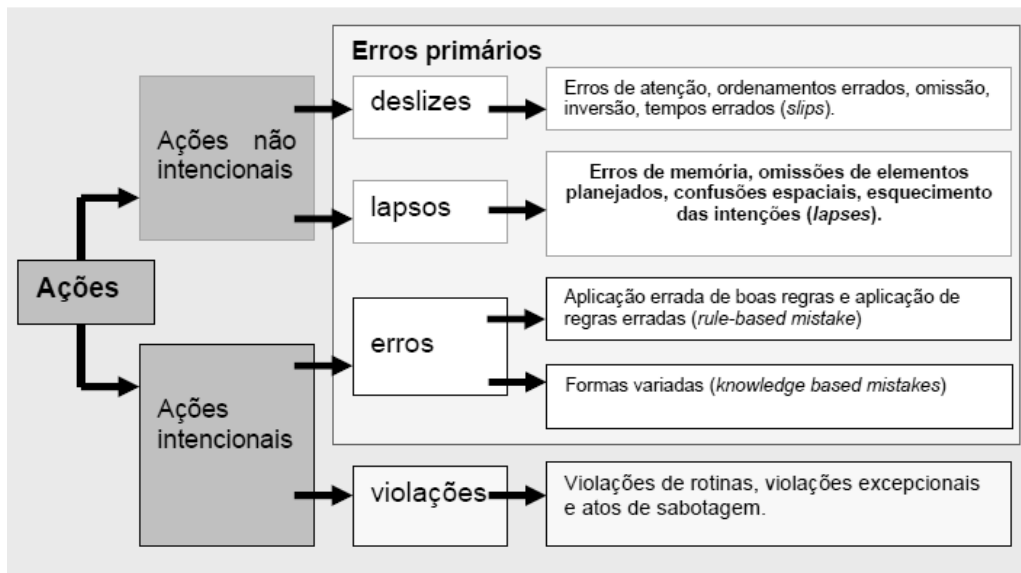 Erros primários
deslizes
Erros de atenção, ordenamentos errados, omissão,
inversão, tempos errados (slips).
Ações não
intencionais
lapsos
Erros de memória, omissões de elementos
planejados, confusões espaciais, esquecimento
das intenções (lapses).
Ações
erros
Aplicação errada de boas regras e aplicação de
regras erradas (rule-based mistake)
Formas variadas (knowledge based mistakes)
Ações
intencionais
violações
Violações de rotinas, violações excepcionais
e atos de sabotagem.